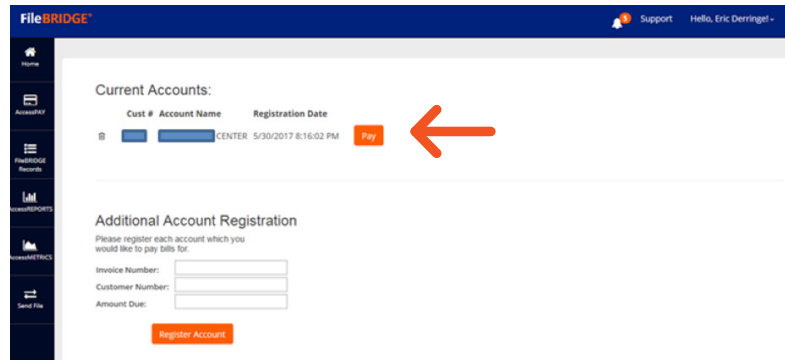 FileBRIDGE®
5 Support Hello, Eric Derringel
Home
AccessPAY
FileBRIDGE
Records
AccessREPORTS
AccessMETRICS
Send File
Current Accounts:
Cust # Account Name Registration Date
CENTER 5/30/2017 8:16:02 PM Pay
Additional Account Registration
Please register each account which you
would like to pay bills for.
Invoice Number:
Customer Number:
Amount Due:
Register Account